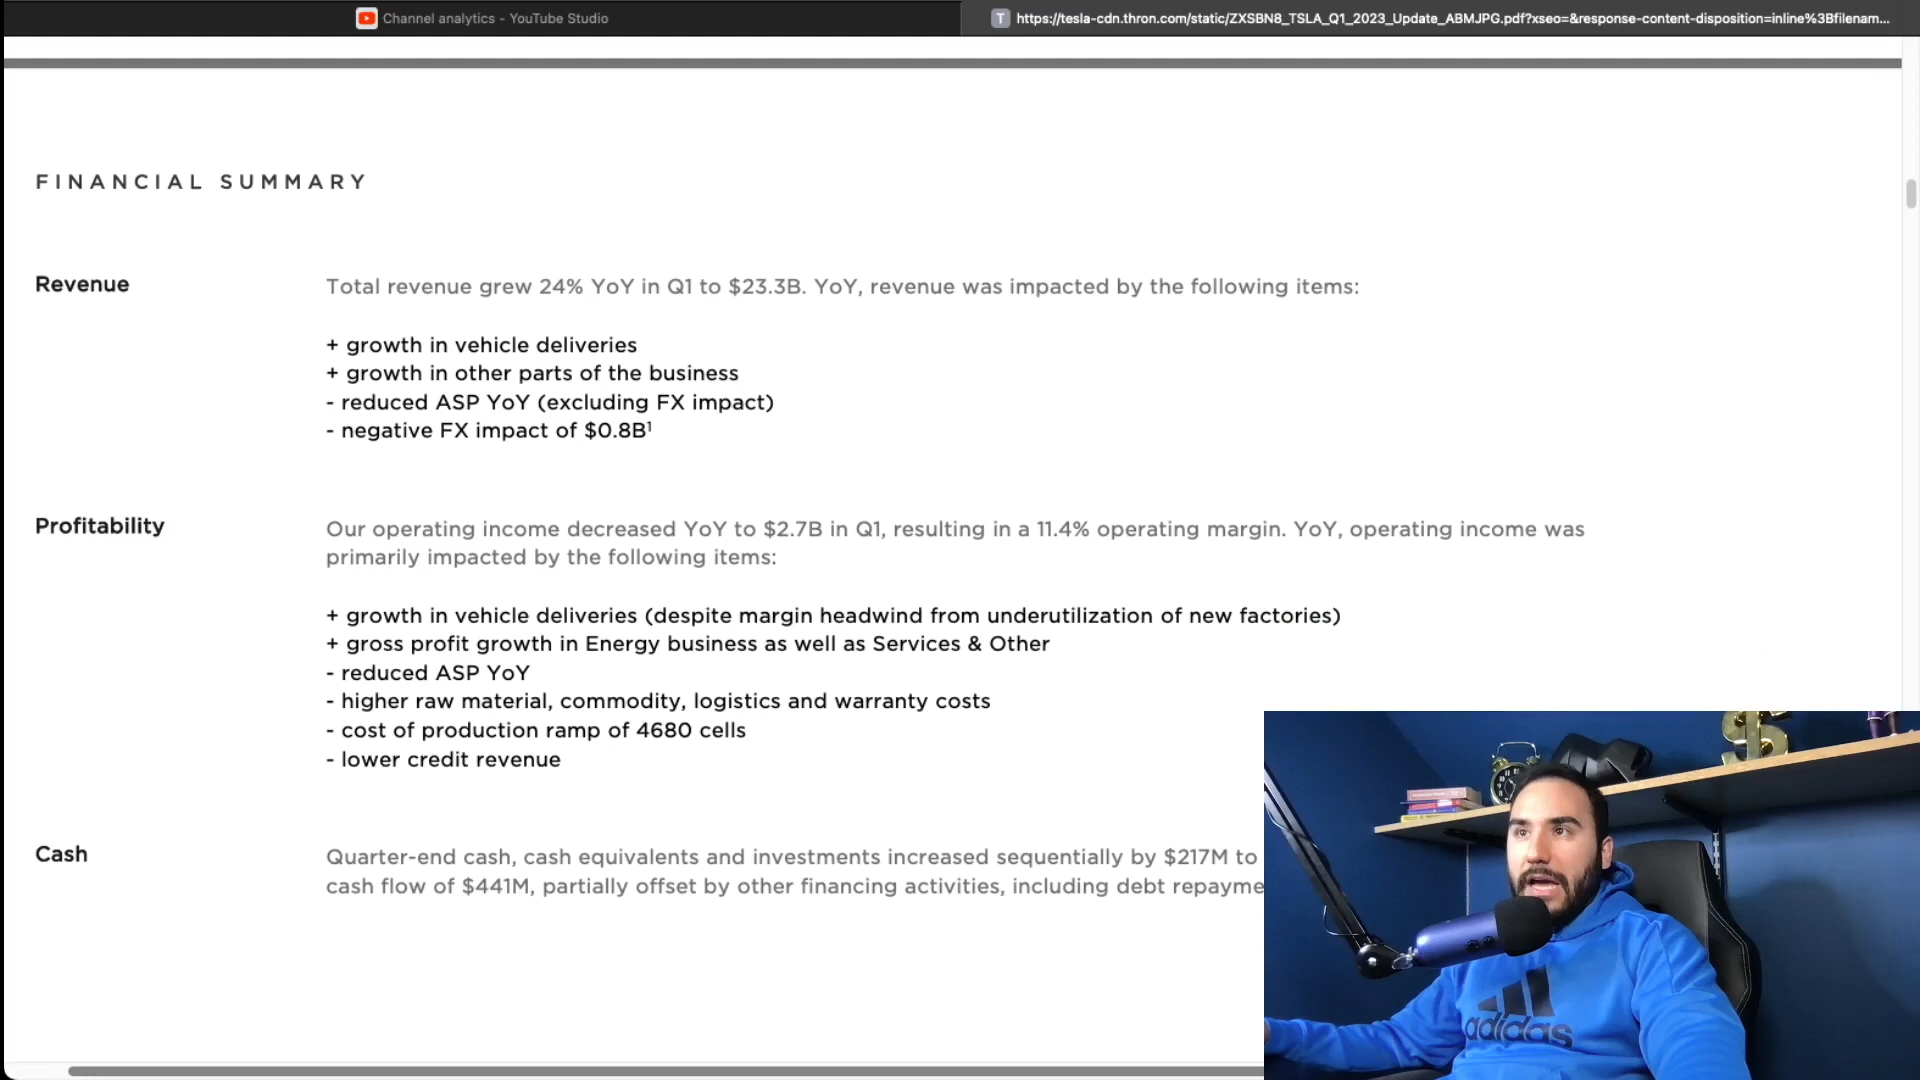 Channel analytics - YouTube Studio
T https://tesla-cdn.thron.com/static/ZXSBN8_TSLA_Q1_2023_Update_ABMJPG.pdf?xseo=&response-content-disposition=inline%3Bfilenam...
FINANCIAL SUMMARY
Revenue
Total revenue grew 24% YoY in Q1 to $23.3B. YoY, revenue was impacted by the following items:
+ growth in vehicle deliveries
+ growth in other parts of the business
- reduced ASP YoY (excluding FX impact)
- negative FX impact of $0.8B¹
Profitability
Our operating income decreased YoY to $2.7B in Q1, resulting in a 11.4% operating margin. YoY, operating income was
primarily impacted by the following items:
+ growth in vehicle deliveries (despite margin headwind from underutilization of new factories)
+ gross profit growth in Energy business as well as Services & Other
- reduced ASP YoY
- higher raw material, commodity, logistics and warranty costs
- cost of production ramp of 4680 cells
- lower credit revenue
Cash
Quarter-end cash, cash equivalents and investments increased sequentially by $217M to
cash flow of $441M, partially offset by other financing activities, including debt repayme
adidas